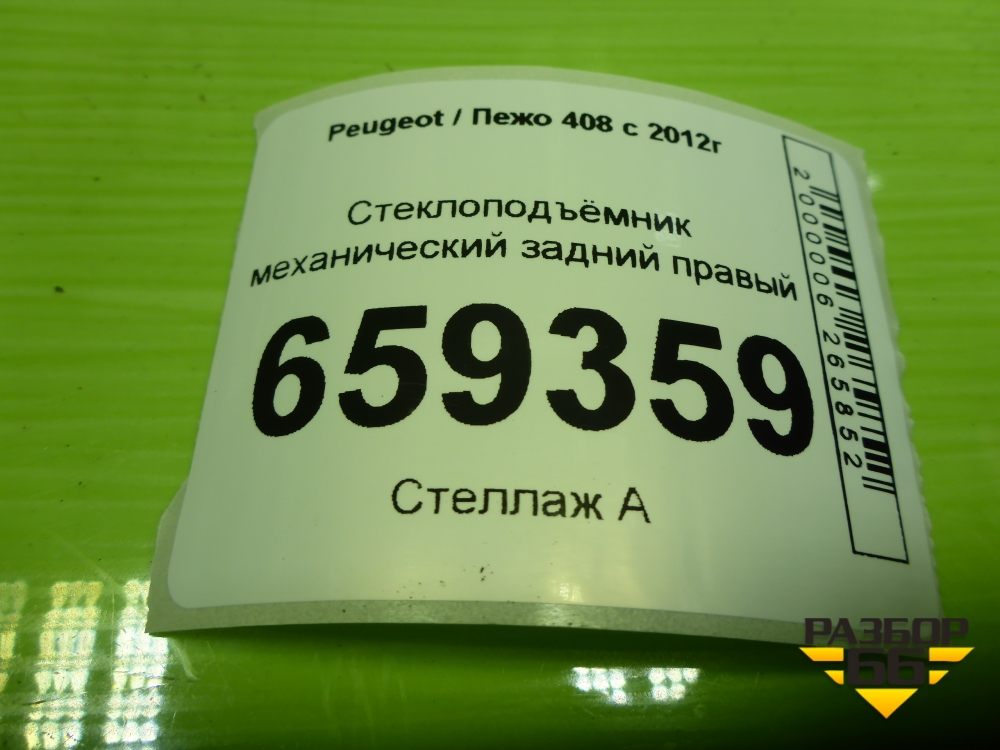 Peugeot / Пежо 408 с 2012г
Стеклоподъёмник
механический задний правый
659359
Стеллаж А
2000006265852
РАЗБОР
66